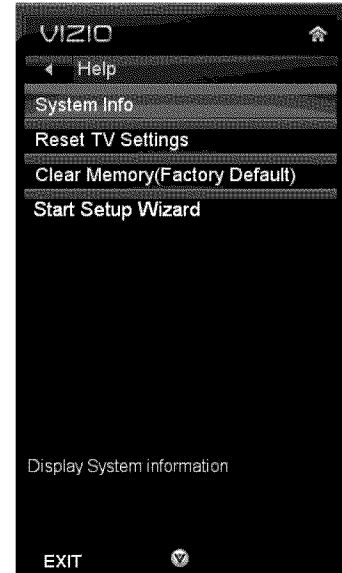 VIZIO
Help
System Info
Reset TV Settings
Clear Memory(Factory Default)
Start Setup Wizard
Display System information
EXIT